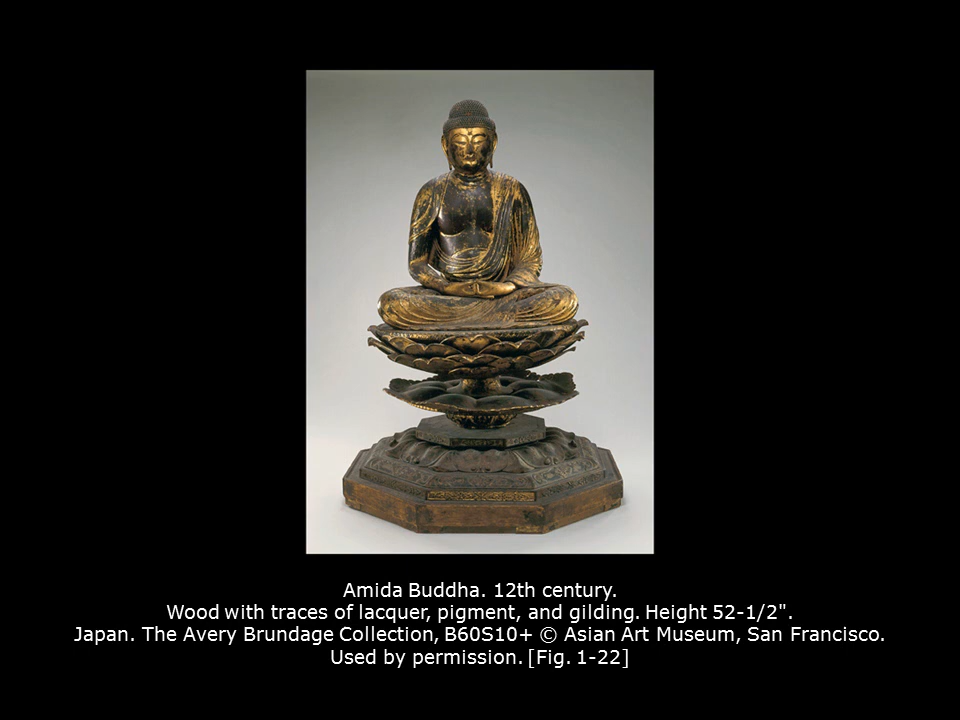 Amida Buddha. 12th century.
Wood with traces of lacquer, pigment, and gilding. Height 52-1/2".
Japan. The Avery Brundage Collection, B60S10+ © Asian Art Museum, San Francisco.
Used by permission. [Fig. 1-22]